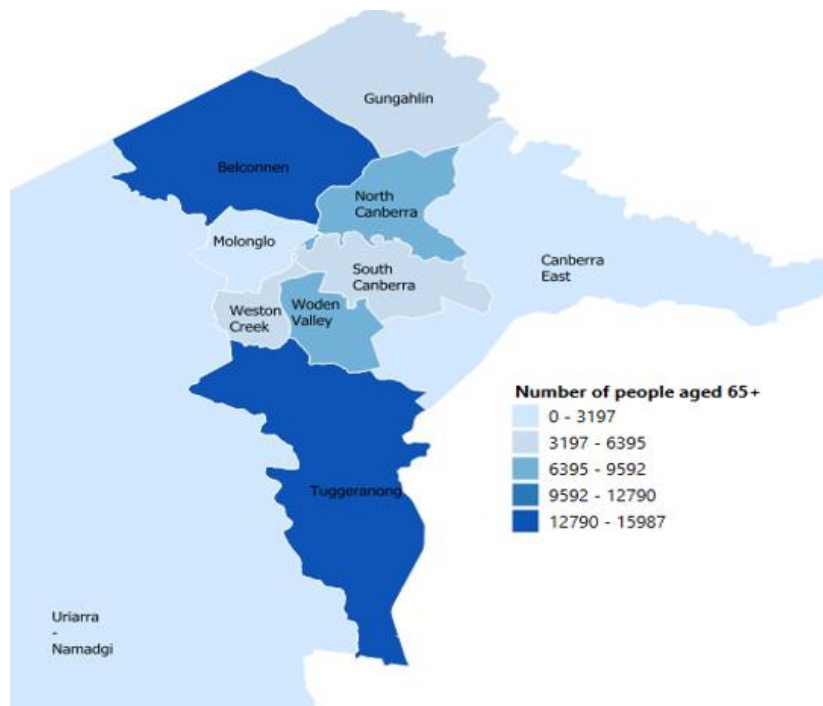 Gungahlin
Belconnen
North
Canberra
Molonglo
Canberra
East
South
Canberra
Weston
Creek
Woden
Valley
Number of people aged 65+
0 - 3197
3197 - 6395
6395 - 9592
9592 - 12790
12790 - 15987
Tuggeranong
Uriarra
-
Namadgi